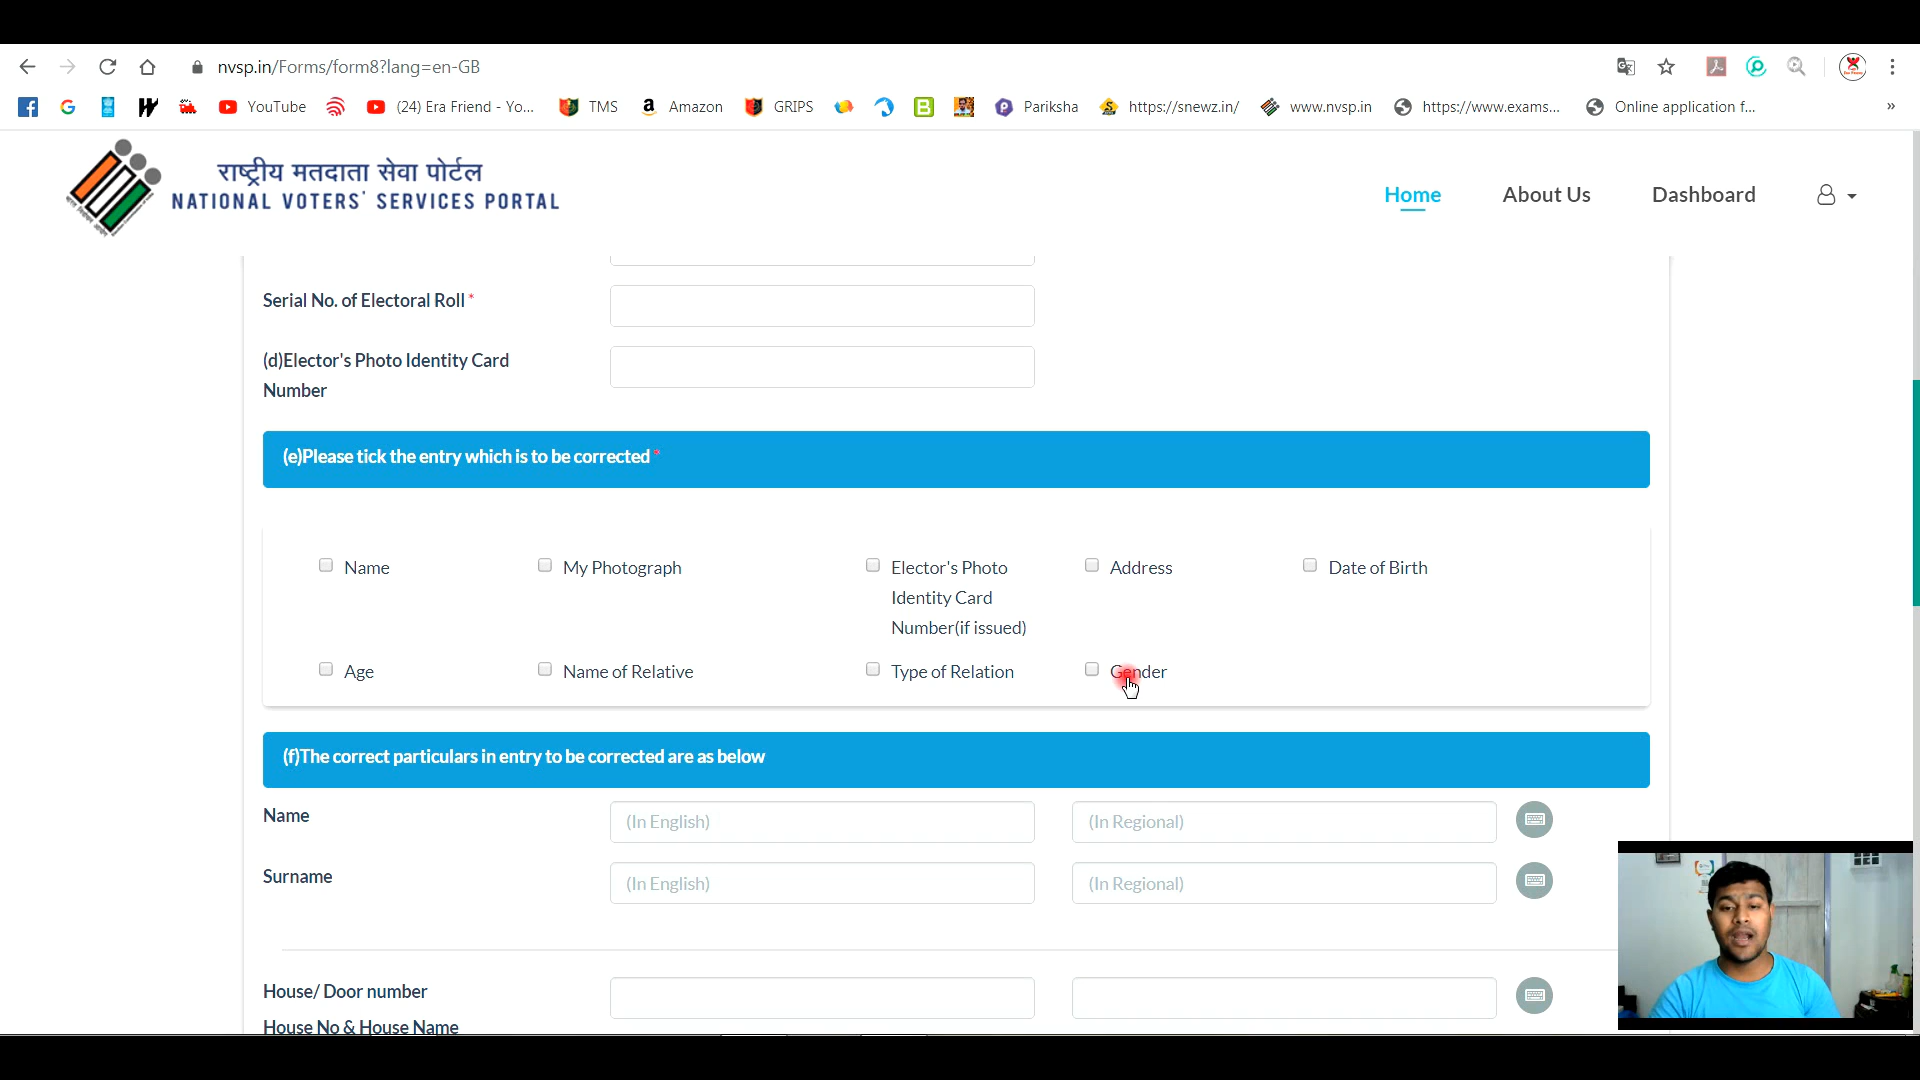 nvsp.in/Forms/form8?lang=en-GB
YouTube
(24) Era Friend - Yo...
TMS
Amazon
GRIPS
Pariksha
https://snewz.in/
www.nvsp.in
https://www.exams...
Online application f...
»
राष्ट्रीय मतदाता सेवा पोर्टल
NATIONAL VOTERS' SERVICES PORTAL
Home
About Us
Dashboard
Serial No. of Electoral Roll *
(d)Elector's Photo Identity Card
Number
(e)Please tick the entry which is to be corrected *
Name
My Photograph
Elector's Photo
Identity Card
Number(if issued)
Address
Date of Birth
Age
Name of Relative
Type of Relation
Gender
(f)The correct particulars in entry to be corrected are as below
Name
(In English)
(In Regional)
Surname
(In English)
(In Regional)
House/ Door number
House No & House Name